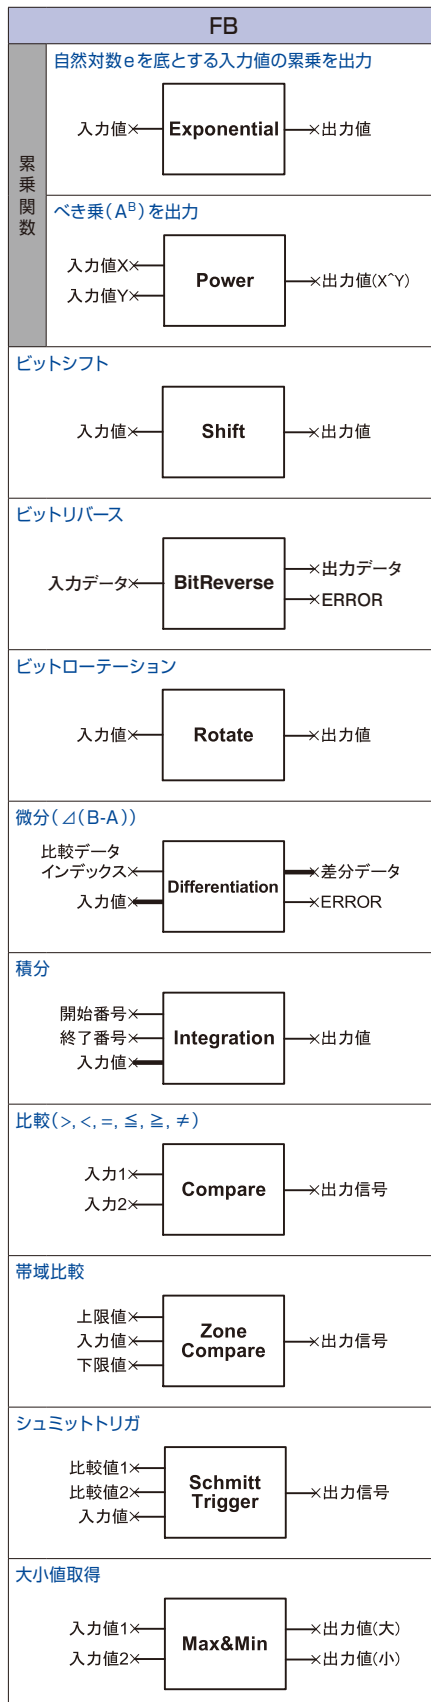 FB
累乗関数
自然対数eを底とする入力値の累乗を出力
入力値
Exponential
出力値
べき乗(A^B)を出力
入力値X
入力値Y
Power
出力値(X^Y)
ビットシフト
入力値
Shift
出力値
ビットリバース
入力データ
BitReverse
出力データ
ERROR
ビットローテーション
入力値
Rotate
出力値
微分(⊿(B-A))
比較データ
インデックス
入力値
Differentiation
差分データ
ERROR
積分
開始番号
終了番号
入力値
Integration
出力値
比較(>, <, =, ≦, ≧, ≠)
入力1
入力2
Compare
出力信号
帯域比較
上限値
入力値
下限値
Zone
Compare
出力信号
シュミットトリガ
比較値1
比較値2
入力値
Schmitt
Trigger
出力信号
大小値取得
入力値1
入力値2
Max&Min
出力値(大)
出力値(小)